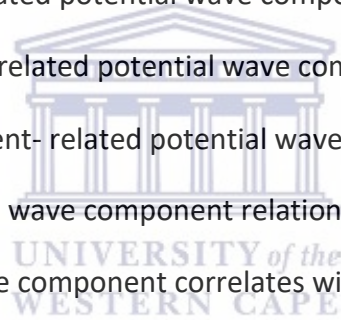 ated potential wave compo
related potential wave con
ent- related potential wave
wave component relation
UNIVERSITY of the
e component correlates wi
WESTERN CAPE